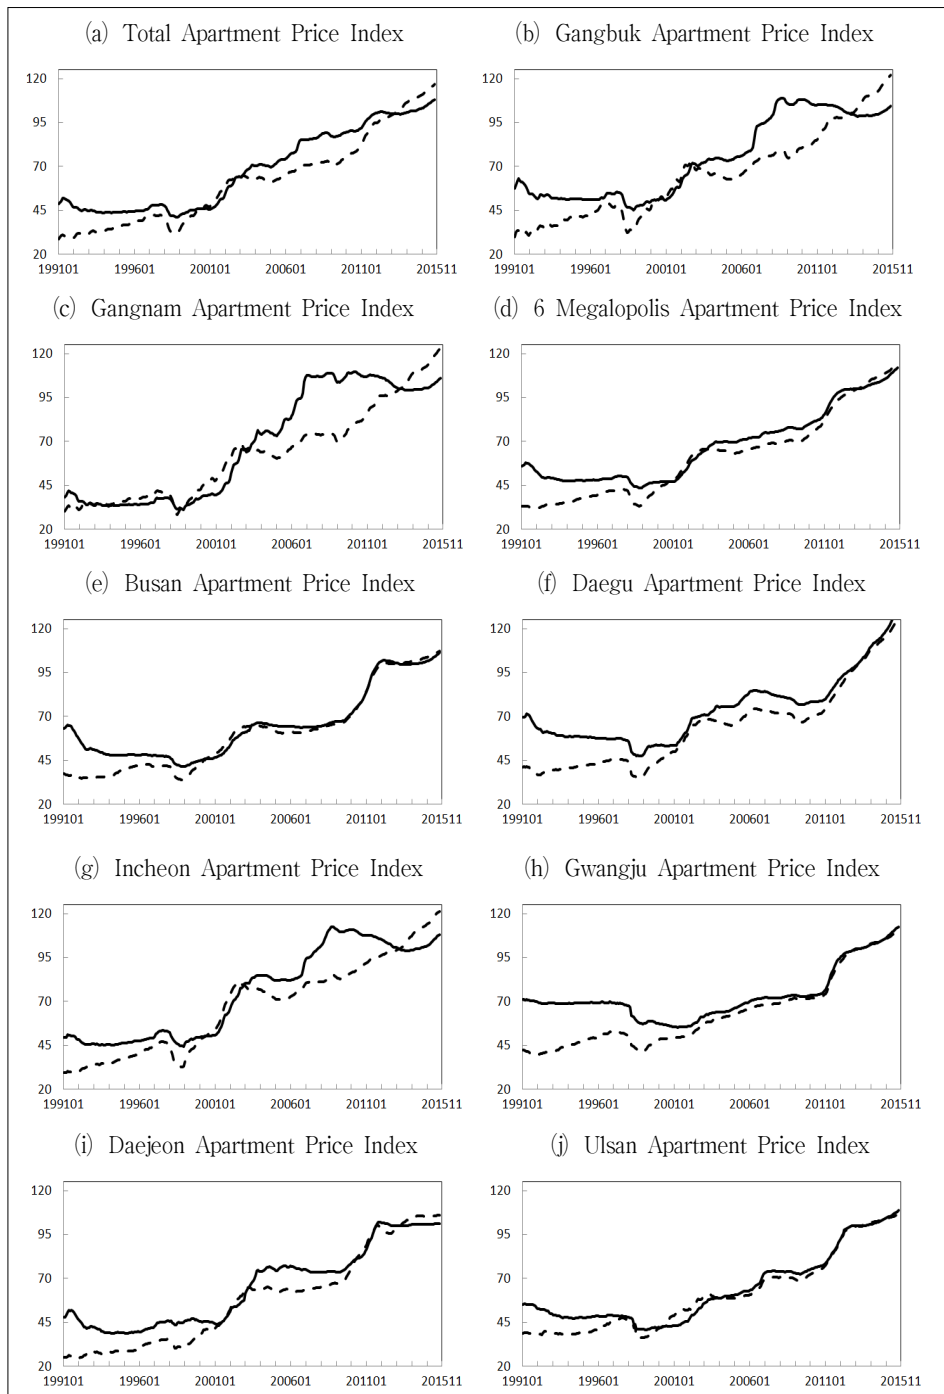 (a) Total Apartment Price Index
(b) Gangbuk Apartment Price Index
120
95
70
45
20
199101 199601 200101 200601 201101 201511
120
95
70
45
20
199101 199601 200101 200601 201101 201511
(c) Gangnam Apartment Price Index
(d) 6 Megalopolis Apartment Price Index
120
95
70
45
20
199101 199601 200101 200601 201101 201511
120
95
70
45
20
199101 199601 200101 200601 201101 201511
(e) Busan Apartment Price Index
(f) Daegu Apartment Price Index
120
95
70
45
20
199101 199601 200101 200601 201101 201511
120
95
70
45
20
199101 199601 200101 200601 201101 201511
(g) Incheon Apartment Price Index
(h) Gwangju Apartment Price Index
120
95
70
45
20
199101 199601 200101 200601 201101 201511
120
95
70
45
20
199101 199601 200101 200601 201101 201511
(i) Daejeon Apartment Price Index
(j) Ulsan Apartment Price Index
120
95
70
45
20
199101 199601 200101 200601 201101 201511
120
95
70
45
20
199101 199601 200101 200601 201101 201511